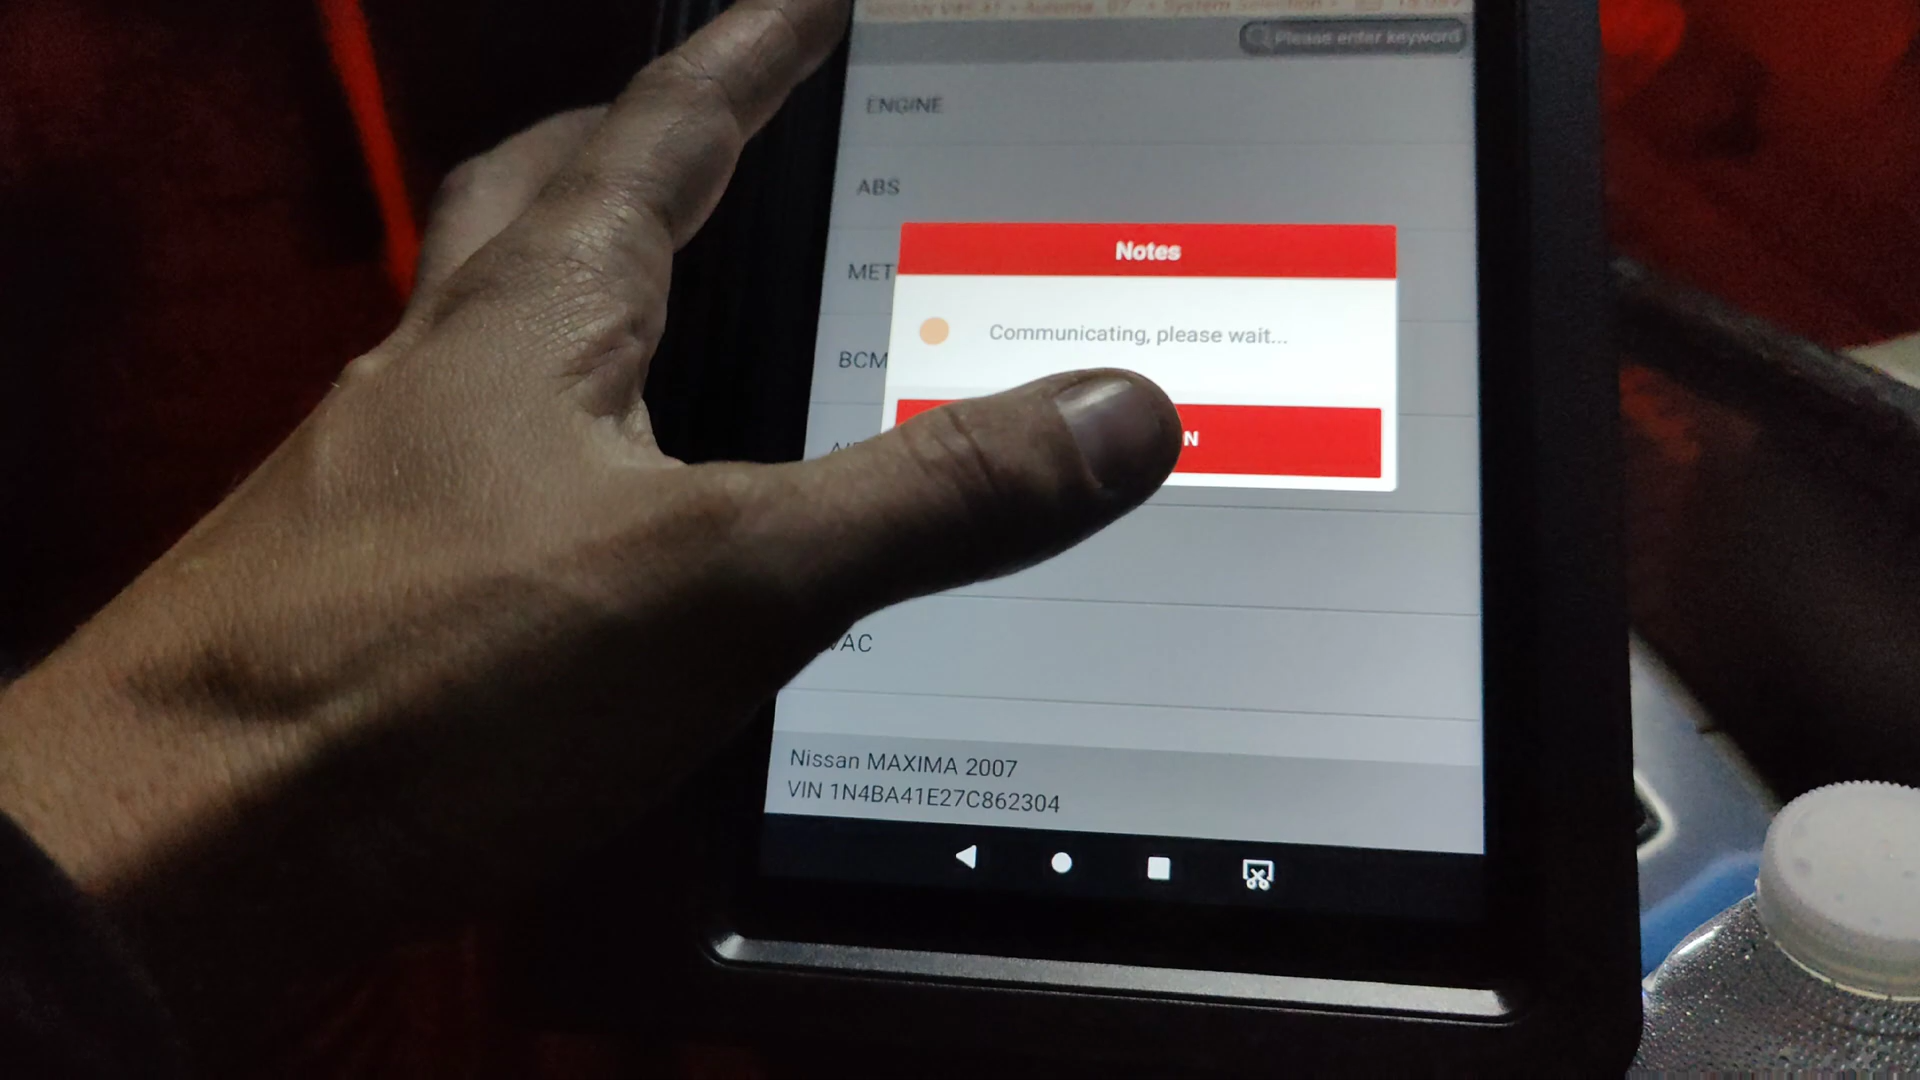 Please enter keyword
ENGINE
ABS
Notes
MET
Communicating, please wait...
BCM
N
VAC
Nissan MAXIMA 2007
VIN 1N4BA41E27C862304